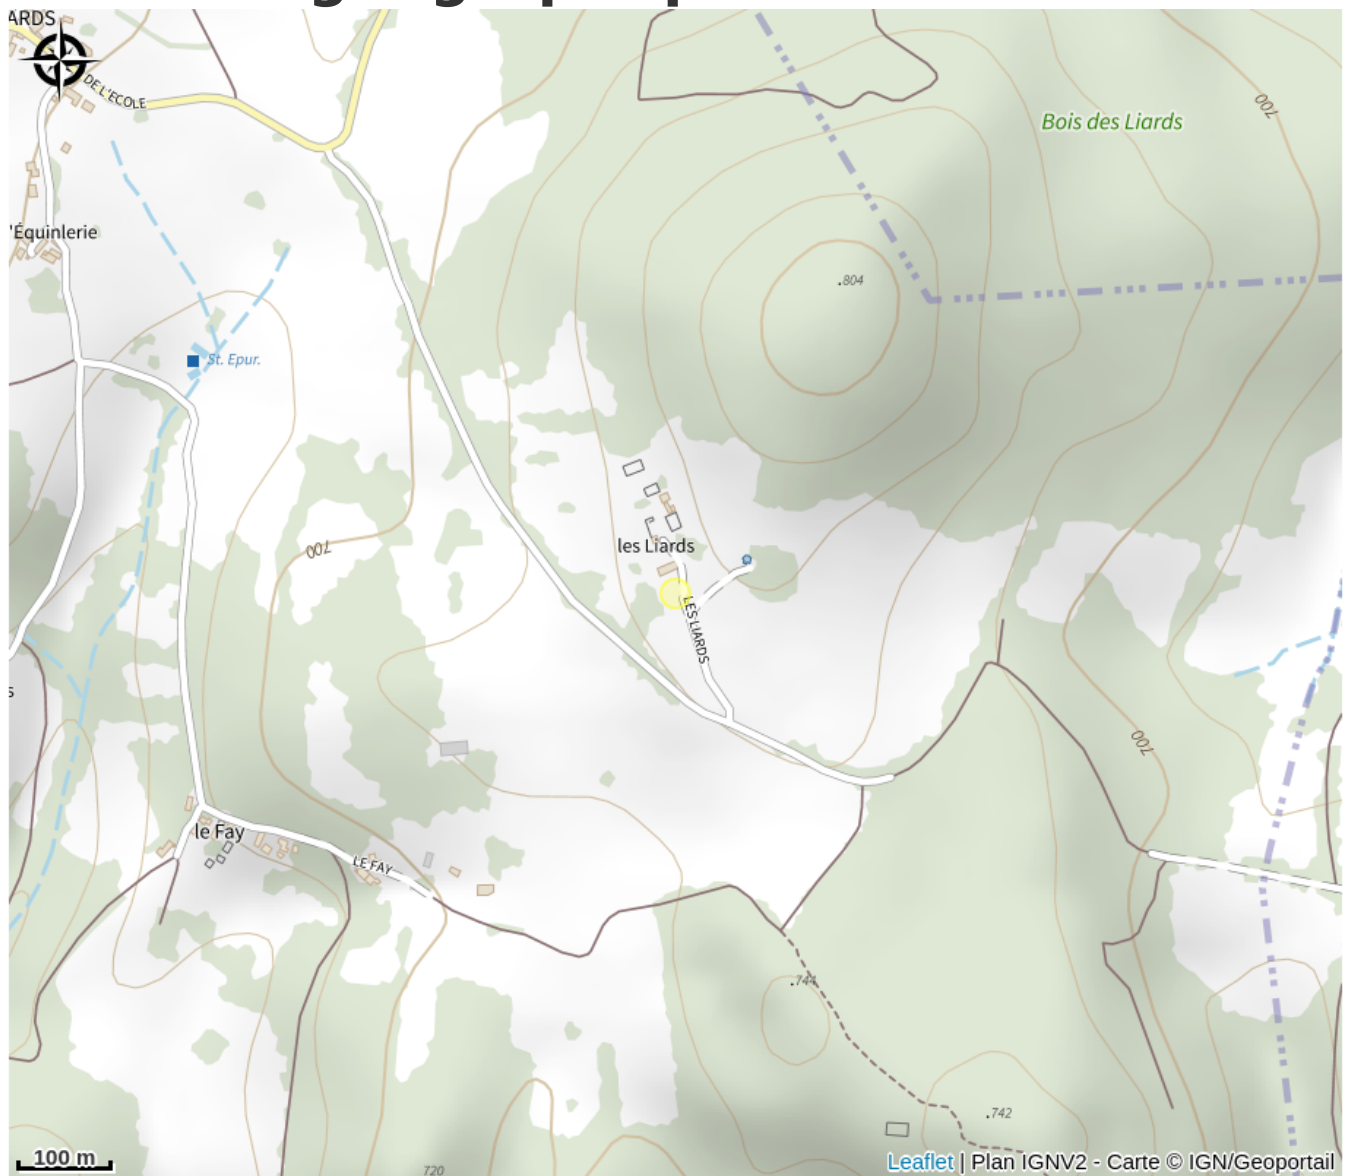 ARDS
DE L'ECOLE
Bois des Liards
700
'Équinlerie
804
St. Epur.
700
les Liards
LES LIARDS
s
700
le Fay
LE FAY
744
742
100 m
720
Leaflet | Plan IGNV2 - Carte © IGN/Geoportail